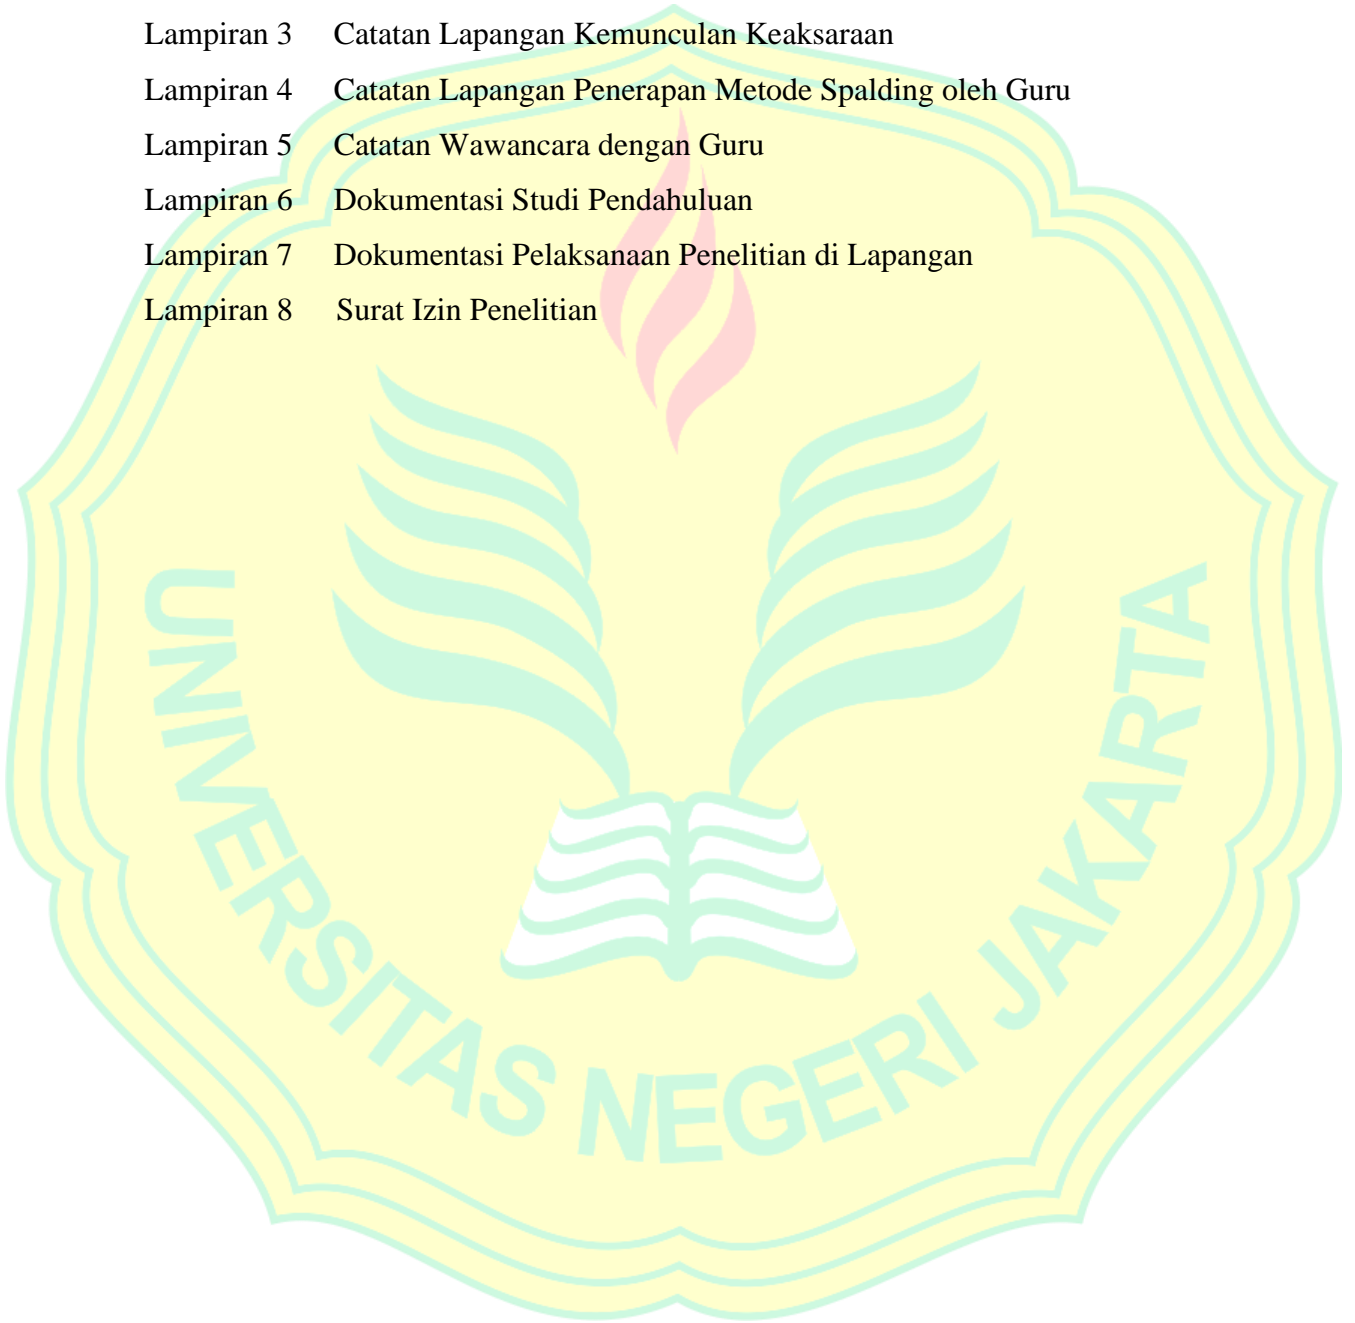 Lampiran 3 Catatan Lapangan Kemunculan Keaksaraan
Lampiran 4 Catatan Lapangan Penerapan Metode Spalding oleh Guru
Lampiran 5 Catatan Wawancara dengan Guru
Lampiran 6 Dokumentasi Studi Pendahuluan
Lampiran 7 Dokumentasi Pelaksanaan Penelitian di Lapangan
Lampiran 8 Surat Izin Penelitian
UNIVERSITAS NEGERI JAKARTA